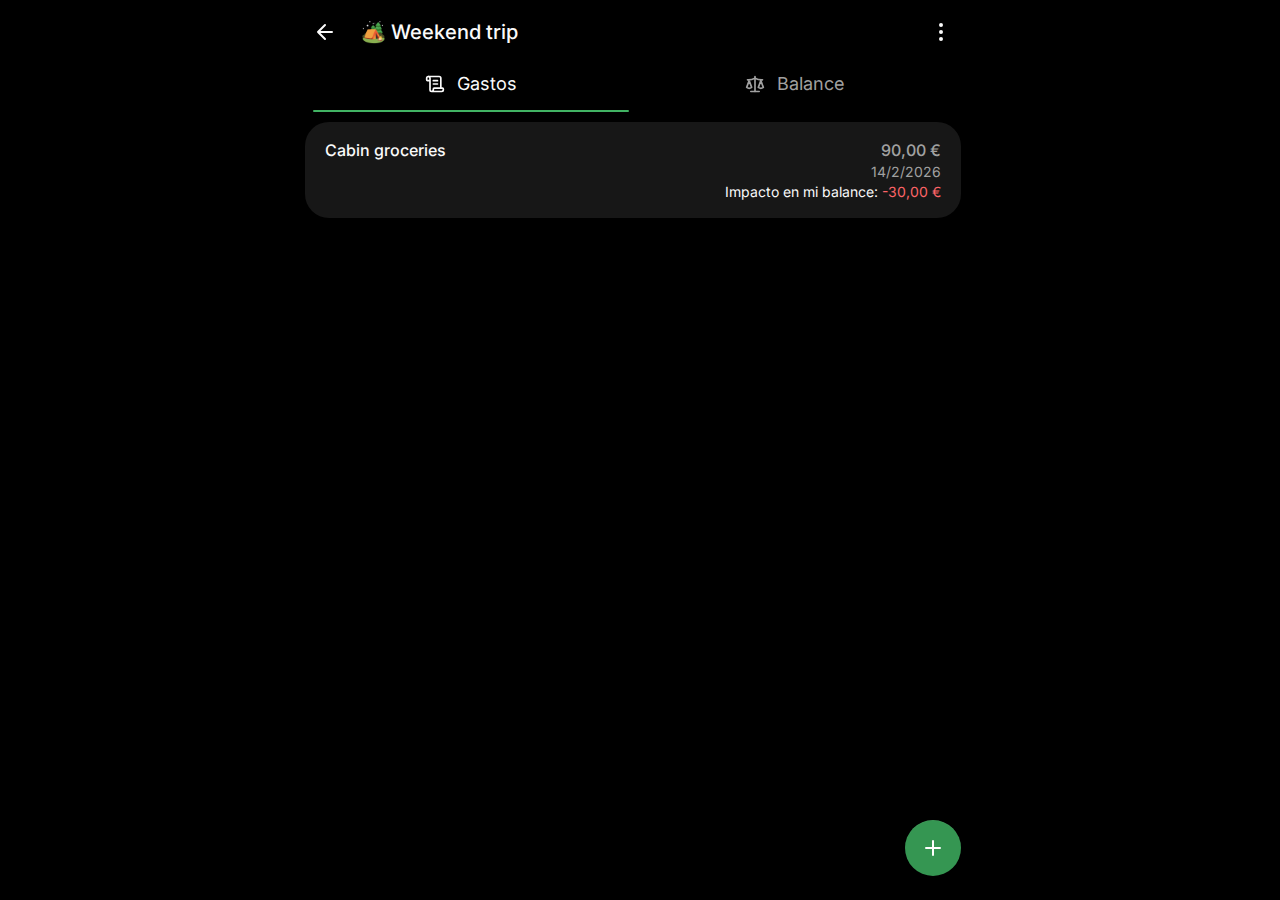 🏕️ Weekend trip
Gastos
Balance
Cabin groceries
90,00 €
14/2/2026
Impacto en mi balance: -30,00 €